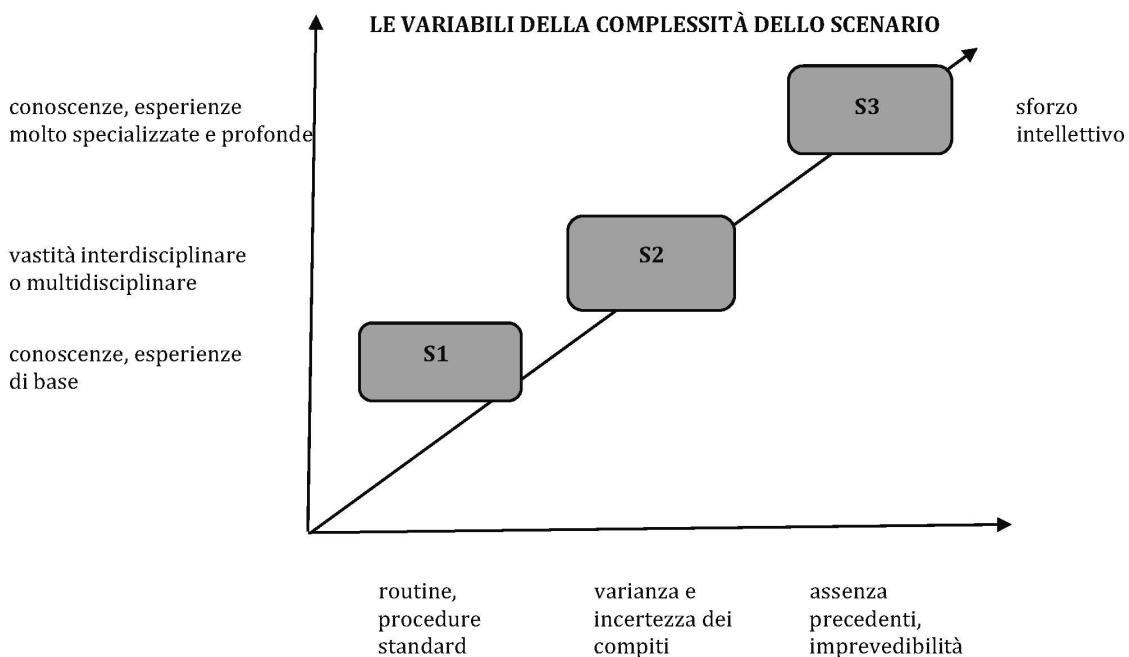 LE VARIABILI DELLA COMPLESSITÀ DELLO SCENARIO
conoscenze, esperienze
molto specializzate e profonde
S3
sforzo
intellettivo
vastità interdisciplinare
o multidisciplinare
S2
conoscenze, esperienze
di base
S1
routine,
procedure
standard
varianza e
incertezza dei
compiti
assenza
precedenti,
imprevedibilità